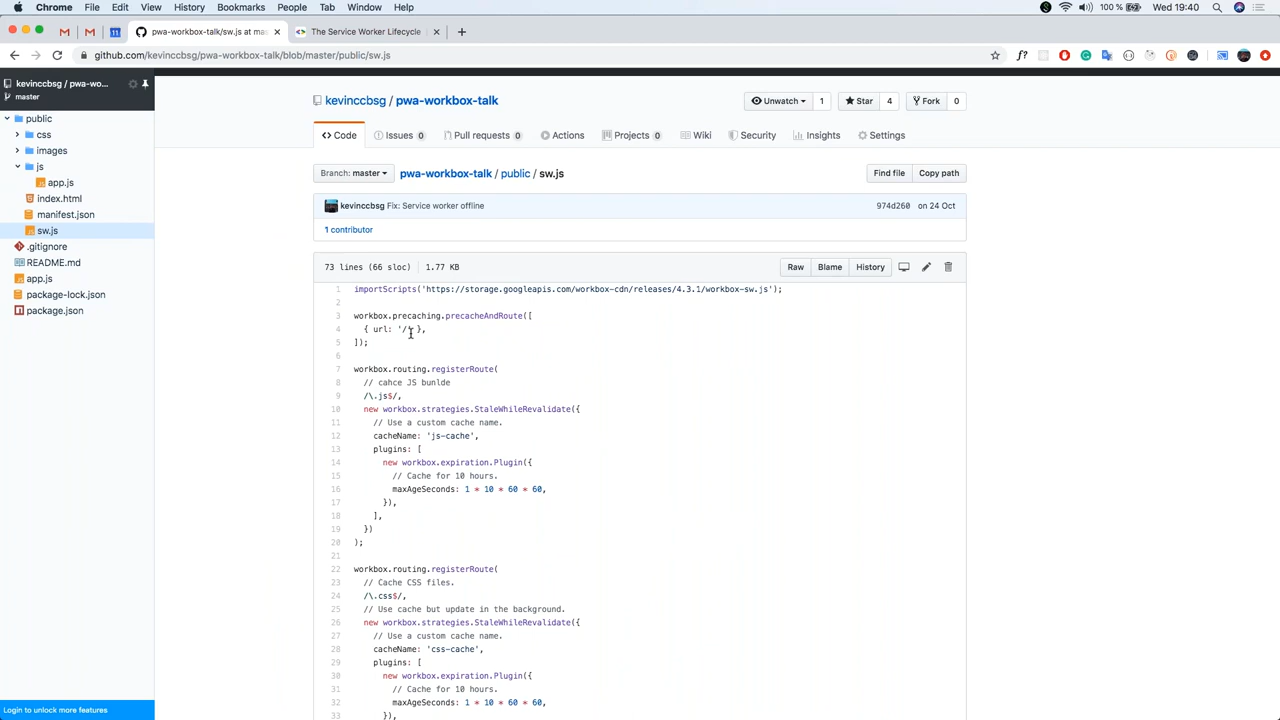 Chrome File Edit View History Bookmarks People Tab Window Help 100 % Wed 19:40
11 pwa-workbox-talk/sw.js at mas The Service Worker Lifecycle
github.com/kevinccbsg/pwa-workbox-talk/blob/master/public/sw.js f?
kevinccbsg / pwa-wo...
master
public
css
images
js
app.js
index.html
manifest.json
sw.js
.gitignore
README.md
app.js
package-lock.json
package.json
Login to unlock more features
kevinccbsg / pwa-workbox-talk
Unwatch 1 Star 4 Fork 0
Code Issues 0 Pull requests 0 Actions Projects 0 Wiki Security Insights Settings
Branch: master pwa-workbox-talk / public / sw.js Find file Copy path
kevinccbsg Fix: Service worker offline 974d260 on 24 Oct
1 contributor
73 lines (66 sloc) 1.77 KB Raw Blame History
1 importScripts('https://storage.googleapis.com/workbox-cdn/releases/4.3.1/workbox-sw.js');
2
3 workbox.precaching.precacheAndRoute([
4 { url: '/' },
5 ]);
6
7 workbox.routing.registerRoute(
8 // cahce JS bunlde
9 /\.js$/,
10 new workbox.strategies.StaleWhileRevalidate({
11 // Use a custom cache name.
12 cacheName: 'js-cache',
13 plugins: [
14 new workbox.expiration.Plugin({
15 // Cache for 10 hours.
16 maxAgeSeconds: 1 * 10 * 60 * 60,
17 }),
18 ],
19 })
20 );
21
22 workbox.routing.registerRoute(
23 // Cache CSS files.
24 /\.css$/,
25 // Use cache but update in the background.
26 new workbox.strategies.StaleWhileRevalidate({
27 // Use a custom cache name.
28 cacheName: 'css-cache',
29 plugins: [
30 new workbox.expiration.Plugin({
31 // Cache for 10 hours.
32 maxAgeSeconds: 1 * 10 * 60 * 60,
33 }),